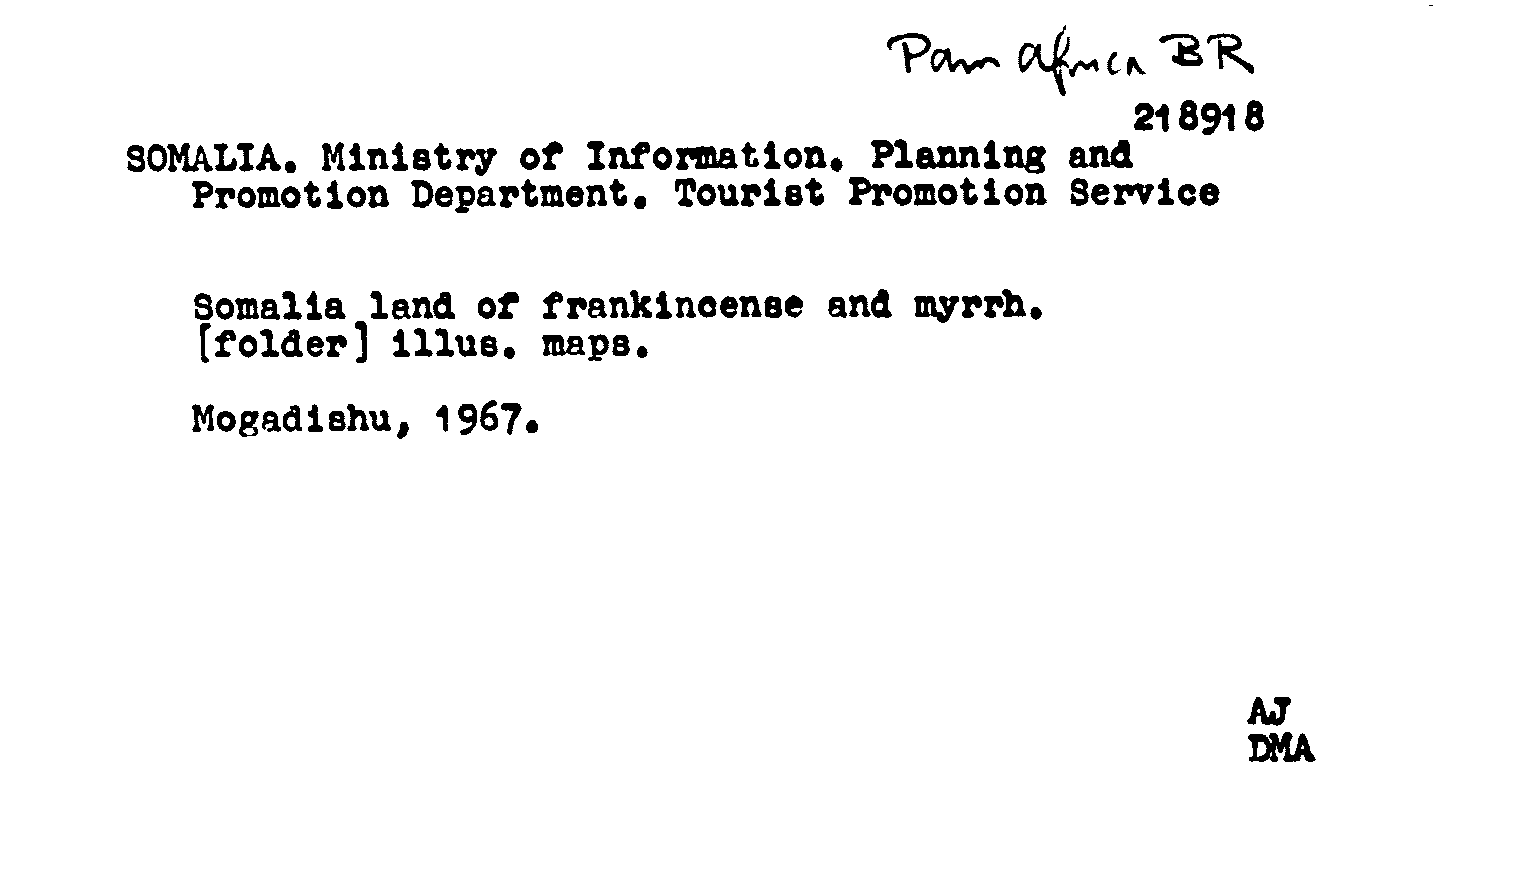 Pam Africa BR
218918
SOMALIA. Ministry of Information. Planning and
Promotion Department. Tourist Promotion Service
Somalia land of frankincense and myrrh.
[folder] illus. maps.
Mogadishu, 1967.
AJ
DMA